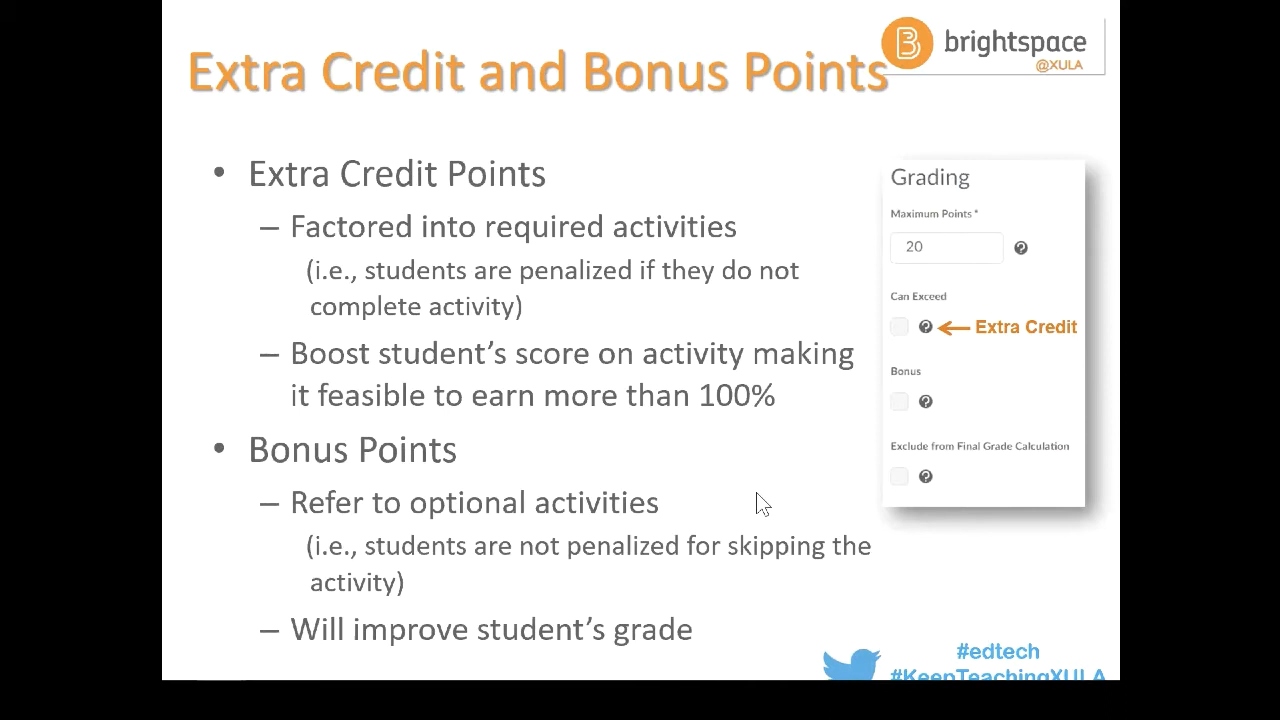 Extra Credit and Bonus Points
brightspace
@XULA
• Extra Credit Points
– Factored into required activities
(i.e., students are penalized if they do not
complete activity)
– Boost student's score on activity making
it feasible to earn more than 100%
• Bonus Points
– Refer to optional activities
(i.e., students are not penalized for skipping the
activity)
– Will improve student's grade
Grading
Maximum Points *
20
Can Exceed
Extra Credit
Bonus
Exclude from Final Grade Calculation
#edtech
#KeepTeachingXULA